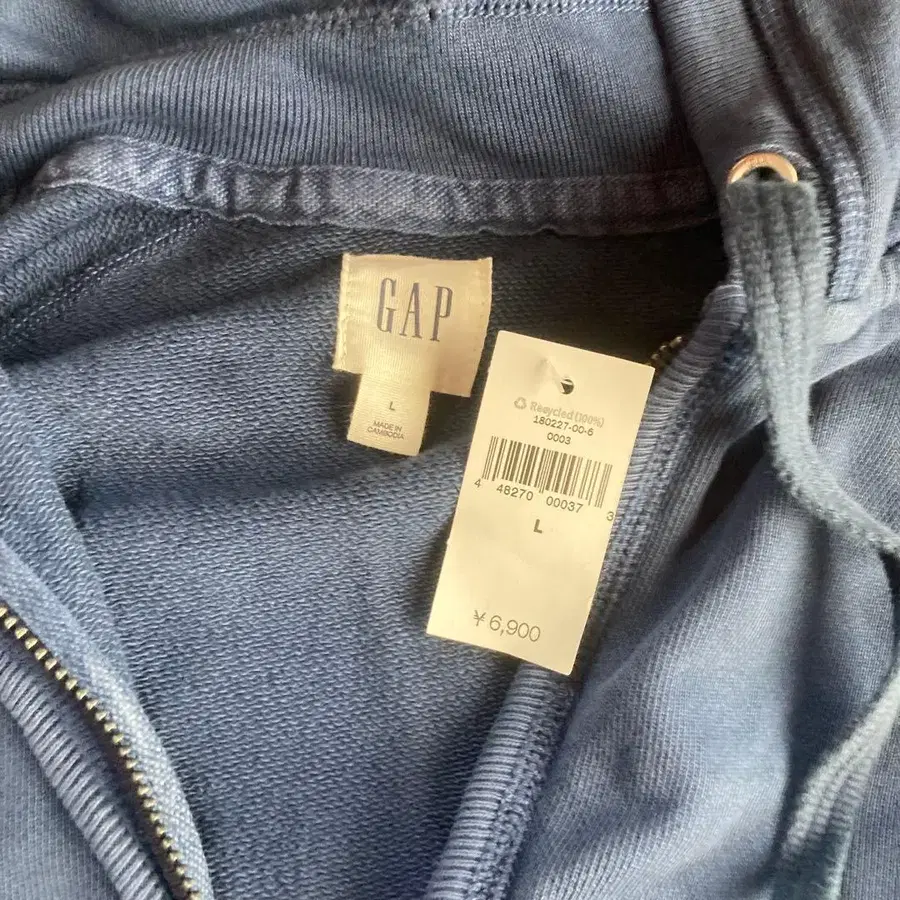 GAP
L
MADE IN
CAMBODIA
Recycled (100%)
180227-00-6
0003
4 48270 00037 3
L
¥6,900